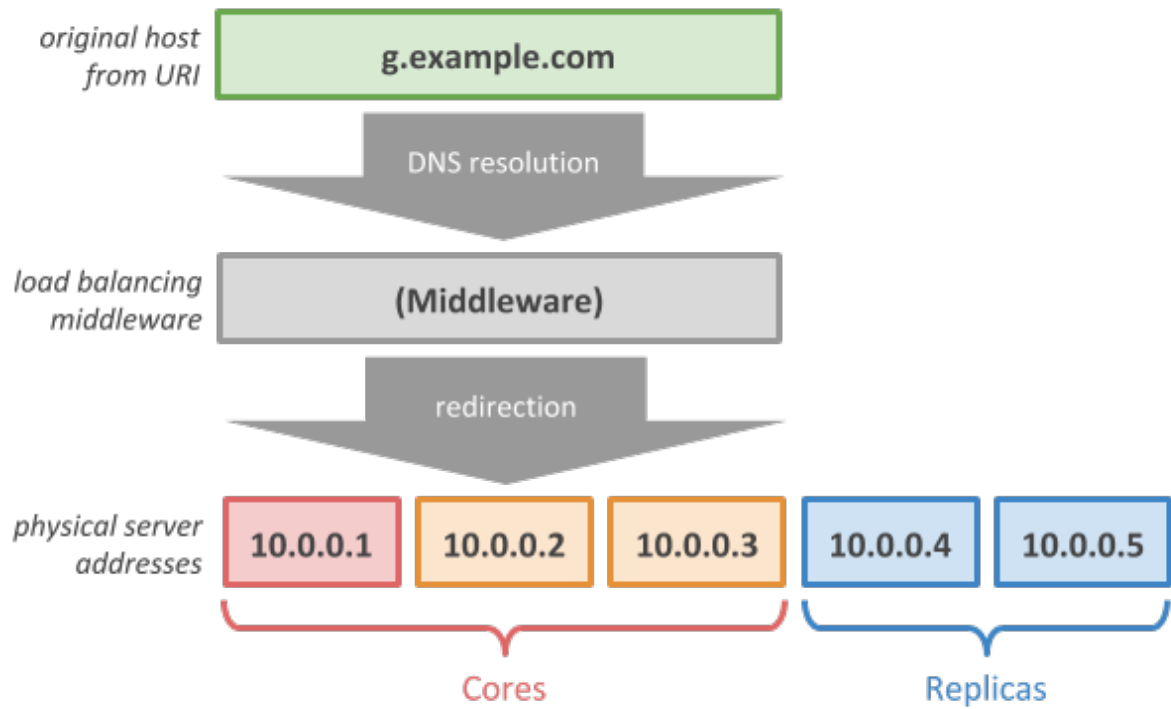 original host
from URI
g.example.com
DNS resolution
load balancing
middleware
(Middleware)
redirection
physical server
addresses
10.0.0.1 10.0.0.2 10.0.0.3 10.0.0.4 10.0.0.5
Cores Replicas